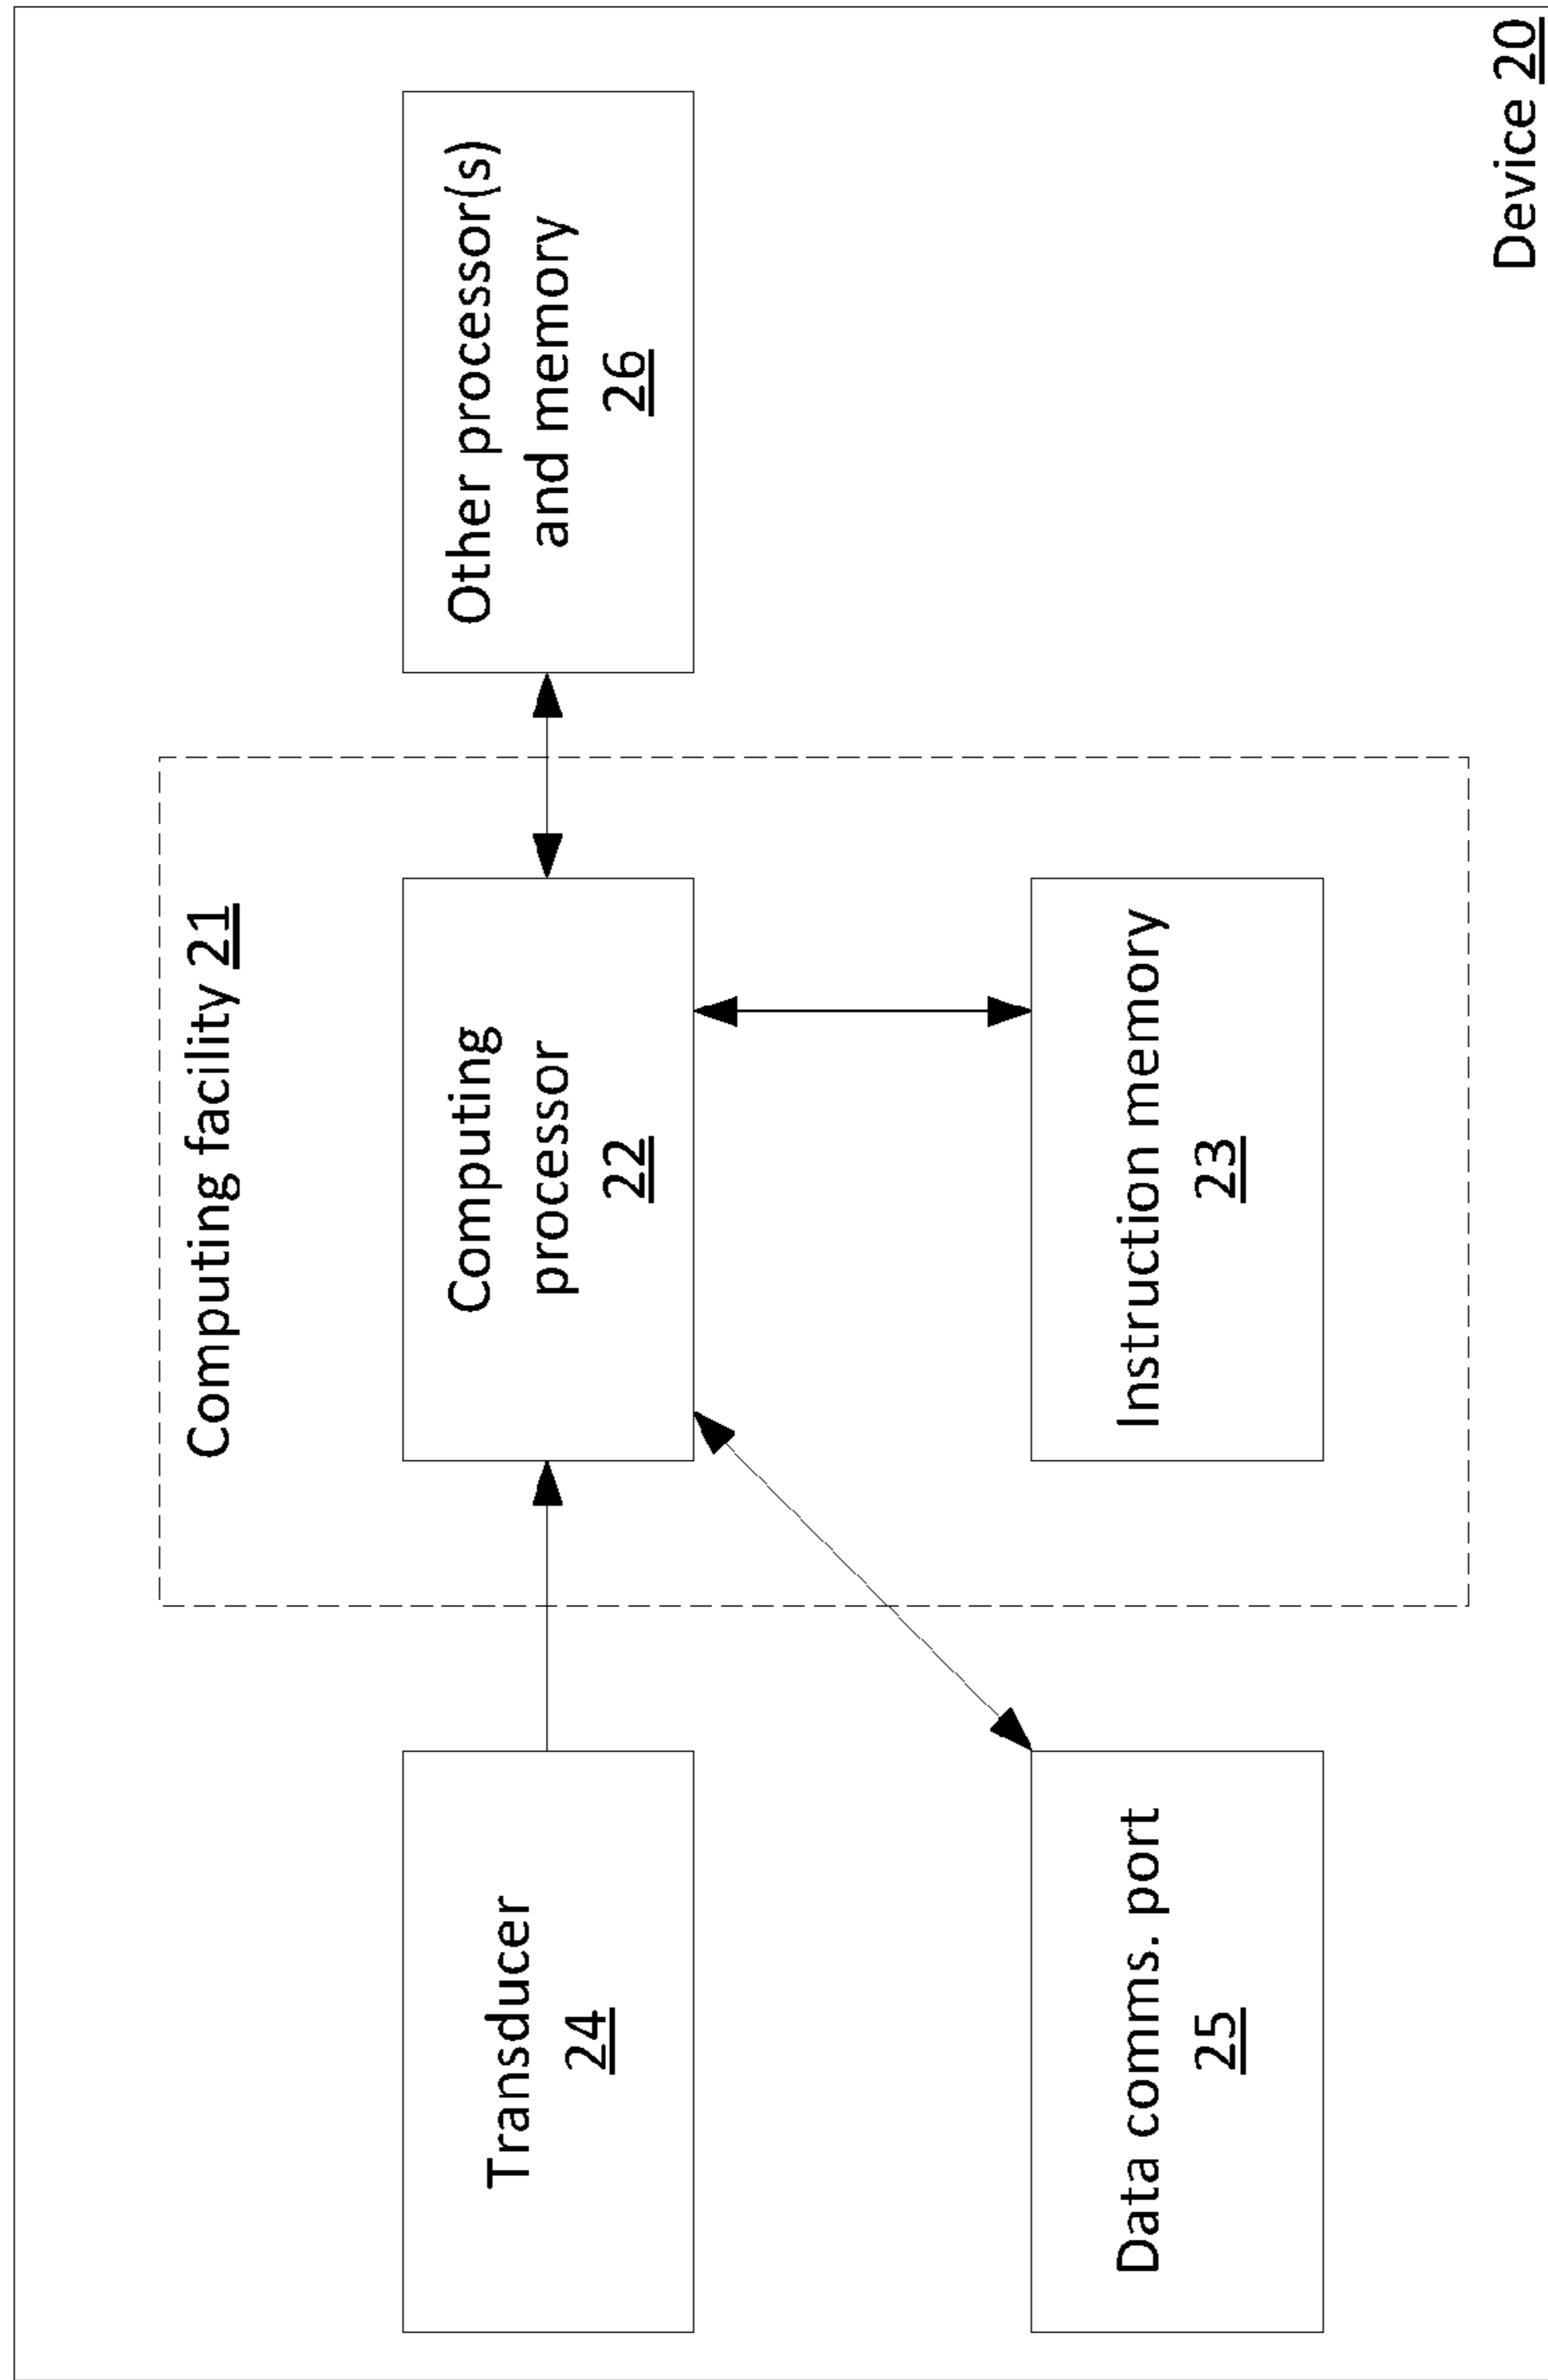 Computing facility 21
Transducer
24
Computing
processor
22
Other processor(s)
and memory
26
Data comms. port
25
Instruction memory
23
Device 20